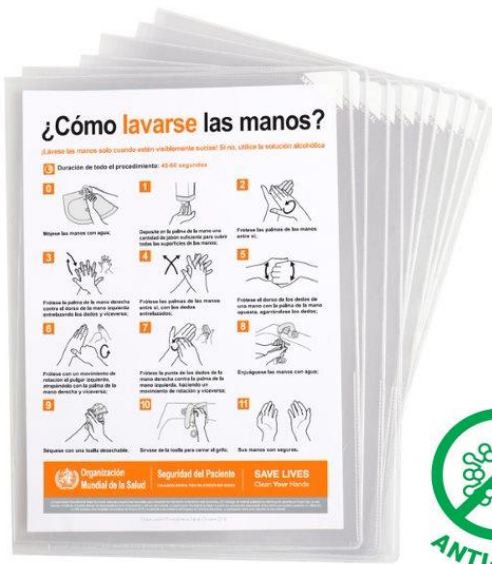 ¿Cómo lavarse las manos?
¡Lávese las manos solo cuando estén visiblemente sucias! Si no, utilice la solución alcohólica
Duración de todo el procedimiento: 40-60 segundos
0
1
2
Mójese las manos con agua;
Deposite en la palma de la mano una
cantidad de jabón suficiente para cubrir
todas las superficies de las manos;
Frótese las palmas de las manos
entre sí;
3
4
5
Frótese la palma de la mano derecha
contra el dorso de la mano izquierda
entrelazando los dedos y viceversa;
Frótese las palmas de las manos
entre sí, con los dedos
entrelazados;
Frótese el dorso de los dedos de
una mano con la palma de la mano
opuesta, agarrándose los dedos;
6
7
8
Frótese con un movimiento de
rotación el pulgar izquierdo,
atrapándolo con la palma de la
mano derecha y viceversa;
Frótese la punta de los dedos de la
mano derecha contra la palma de la
mano izquierda, haciendo un
movimiento de rotación y viceversa;
Enjuáguese las manos con agua;
9
10
11
Séquese con una toalla desechable;
Sírvase de la toalla para cerrar el grifo;
Sus manos son seguras.
Organización
Mundial de la Salud
Seguridad del Paciente
SAVE LIVES
Clean Your Hands